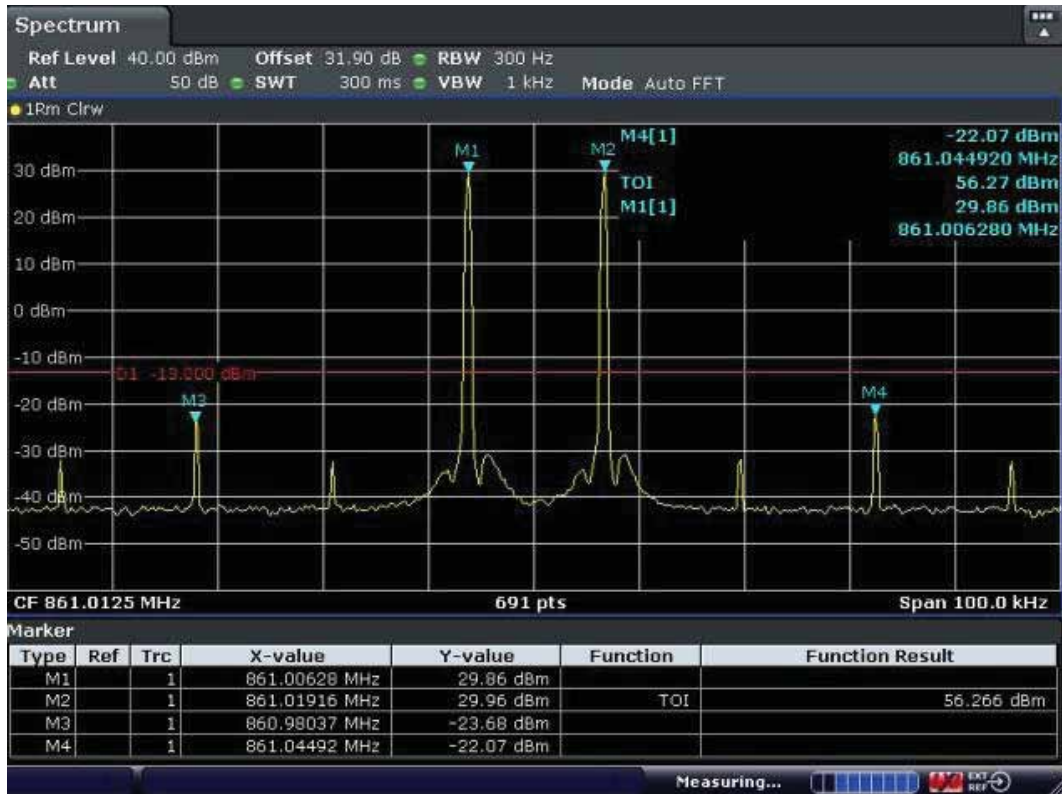 Spectrum
Ref Level 40.00 dBm Offset 31.90 dB RBW 300 Hz
Att 50 dB SWT 300 ms VBW 1 kHz Mode Auto FFT
1Rm Clrw
M4[1] -22.07 dBm
861.044920 MHz
TOI 56.27 dBm
M1[1] 29.86 dBm
861.006280 MHz
M1
M2
30 dBm
20 dBm
10 dBm
0 dBm
-10 dBm
D1 -13.000 dBm
M3
M4
-20 dBm
-30 dBm
-40 dBm
-50 dBm
CF 861.0125 MHz 691 pts Span 100.0 kHz
Marker
Type Ref Trc X-value Y-value Function Function Result
M1 1 861.00628 MHz 29.86 dBm
M2 1 861.01916 MHz 29.96 dBm TOI 56.266 dBm
M3 1 860.98037 MHz -23.68 dBm
M4 1 861.04492 MHz -22.07 dBm
Measuring... EXT
REF